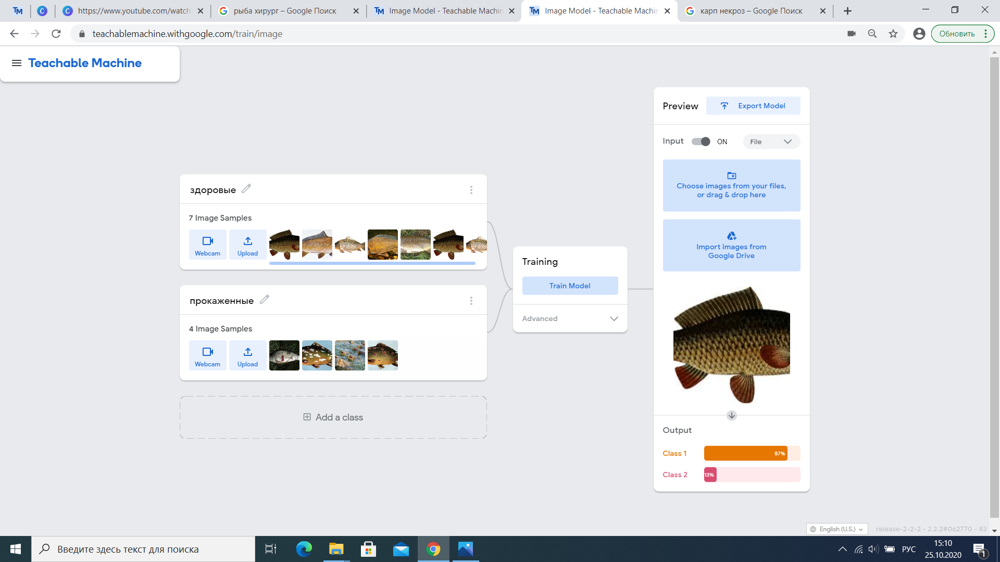 TM
C
C https://www.youtube.com/watch
рыба хирург – Google Поиск
TM Image Model - Teachable Machin
TM Image Model - Teachable Machin
карп некроз – Google Поиск
teachablemachine.withgoogle.com/train/image
Обновить
Teachable Machine
Preview
Export Model
Input
ON
File
Choose images from your files,
or drag & drop here
Import images from
Google Drive
здоровые
7 Image Samples
Webcam
Upload
Training
Train Model
Advanced
прокаженные
4 Image Samples
Webcam
Upload
Add a class
Output
Class 1
87%
Class 2
13%
English (U.S.)
release-2-2-2 - 2.2.2#062770 - 83
Введите здесь текст для поиска
РУС
15:10
25.10.2020
1